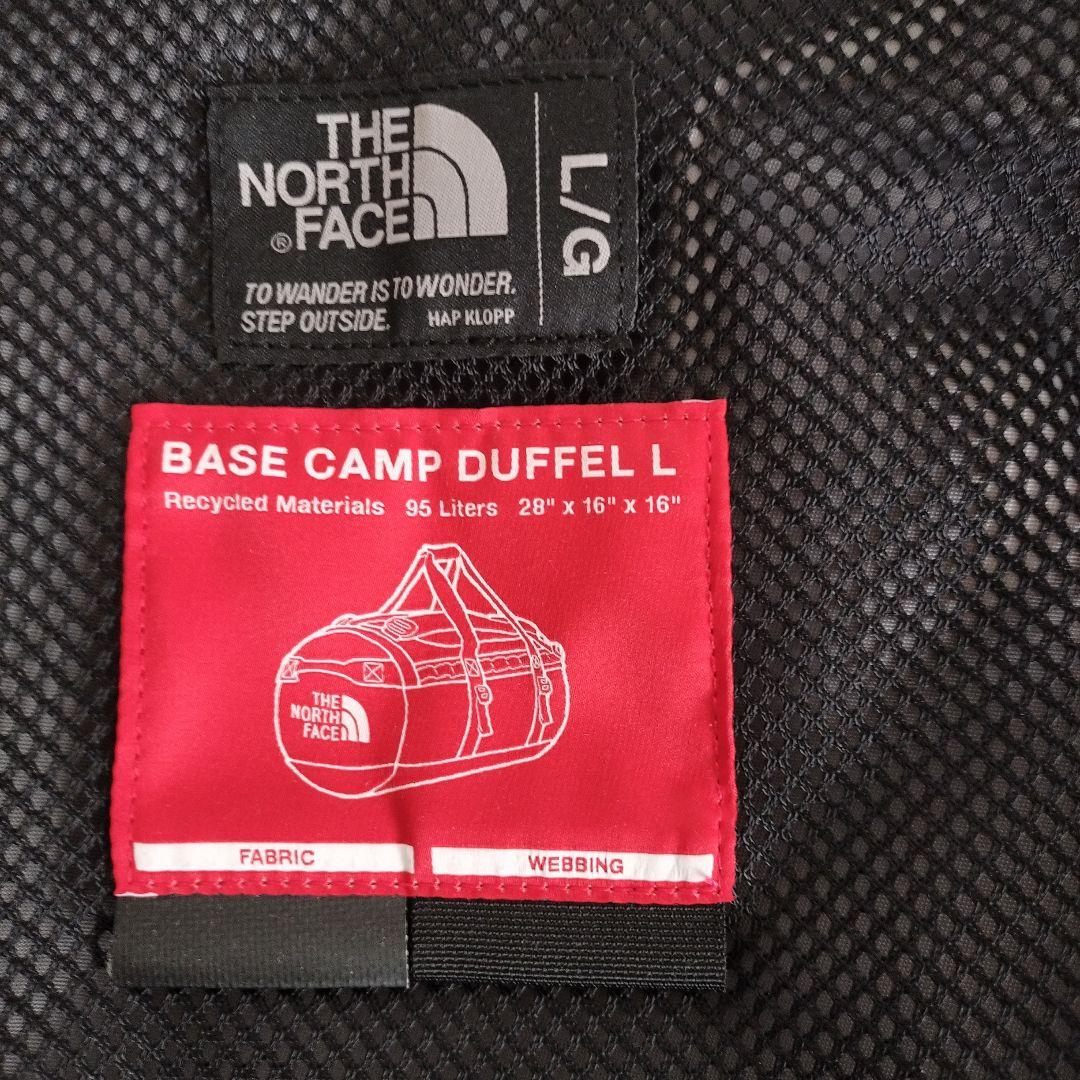 THE
NORTH
® FACE
L/G
TO WANDER IS TO WONDER.
STEP OUTSIDE. HAP KLOPP
BASE CAMP DUFFEL L
Recycled Materials 95 Liters 28" x 16" x 16"
THE
NORTH
FACE
FABRIC WEBBING